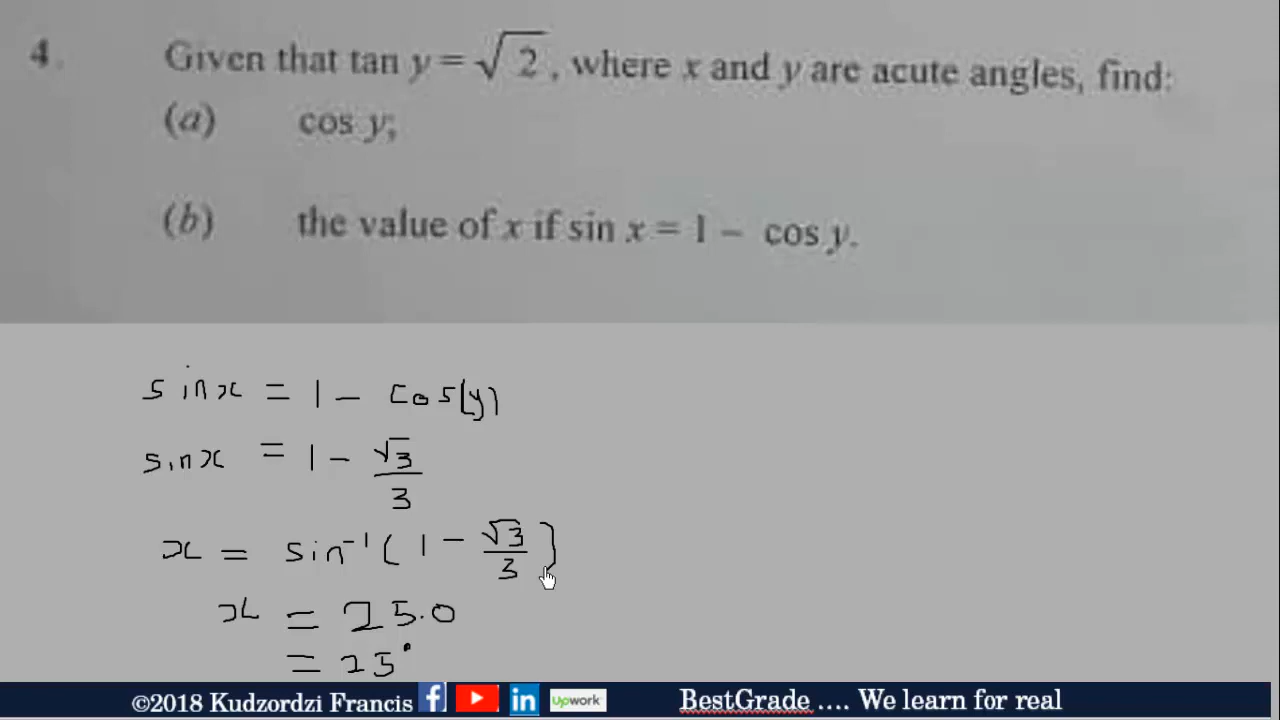 4. Given that tan y = √2, where x and y are acute angles, find:
(a) cos y;
(b) the value of x if sin x = 1 – cos y.
sin x = 1 – cos(y)
sin x = 1 – √3/3
x = sin⁻¹(1 – √3/3)
x = 25.0
= 25°
©2018 Kudzordzi Francis f YouTube in Upwork BestGrade .... We learn for real